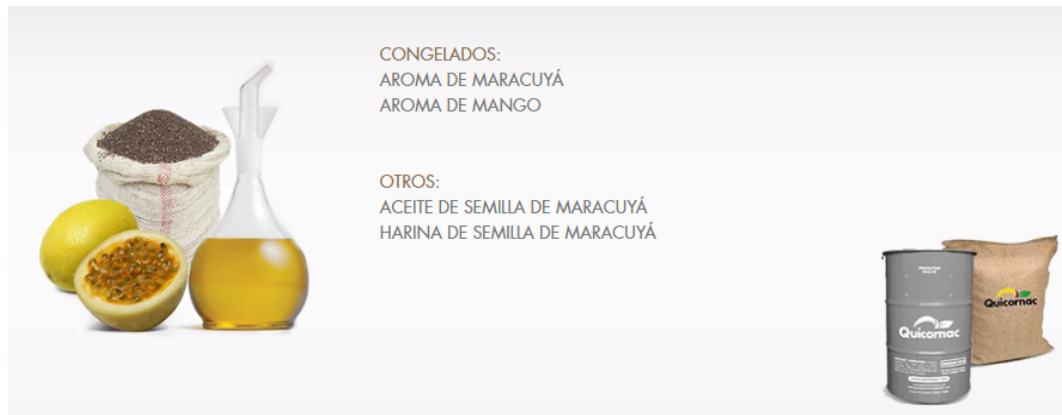 CONGELADOS:
AROMA DE MARACUYÁ
AROMA DE MANGO
OTROS:
ACEITE DE SEMILLA DE MARACUYÁ
HARINA DE SEMILLA DE MARACUYÁ
Quicornac
Quicornac